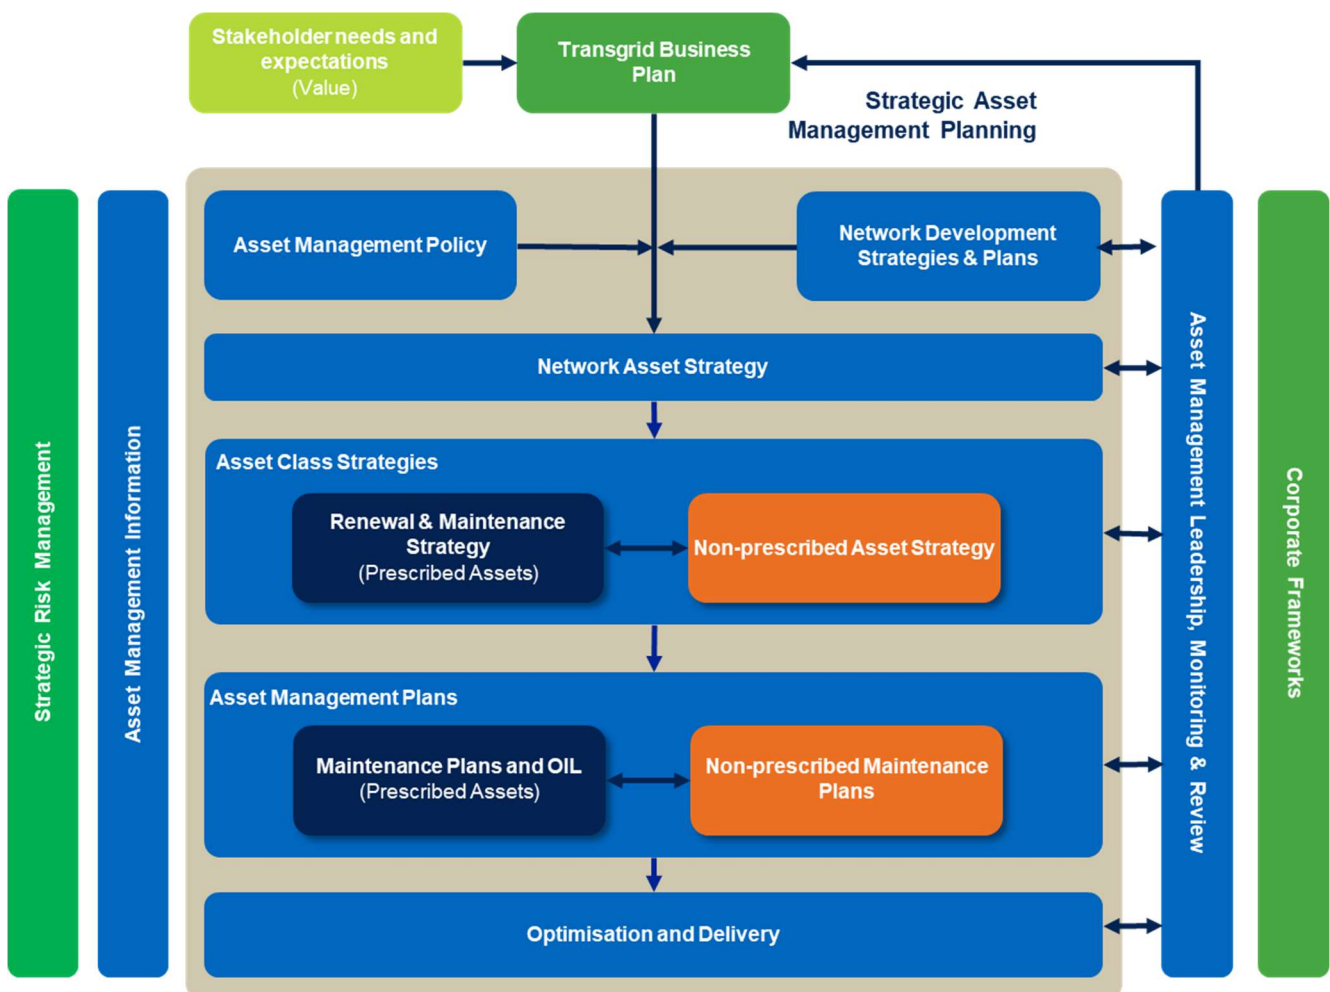 Stakeholder needs and
expectations
(Value)
Transgrid Business
Plan
Strategic Asset
Management Planning
Strategic Risk Management
Asset Management Information
Asset Management Policy
Network Development
Strategies & Plans
Network Asset Strategy
Asset Class Strategies
Renewal & Maintenance
Strategy
(Prescribed Assets)
Non-prescribed Asset Strategy
Asset Management Plans
Maintenance Plans and OIL
(Prescribed Assets)
Non-prescribed Maintenance
Plans
Optimisation and Delivery
Asset Management Leadership, Monitoring & Review
Corporate Frameworks